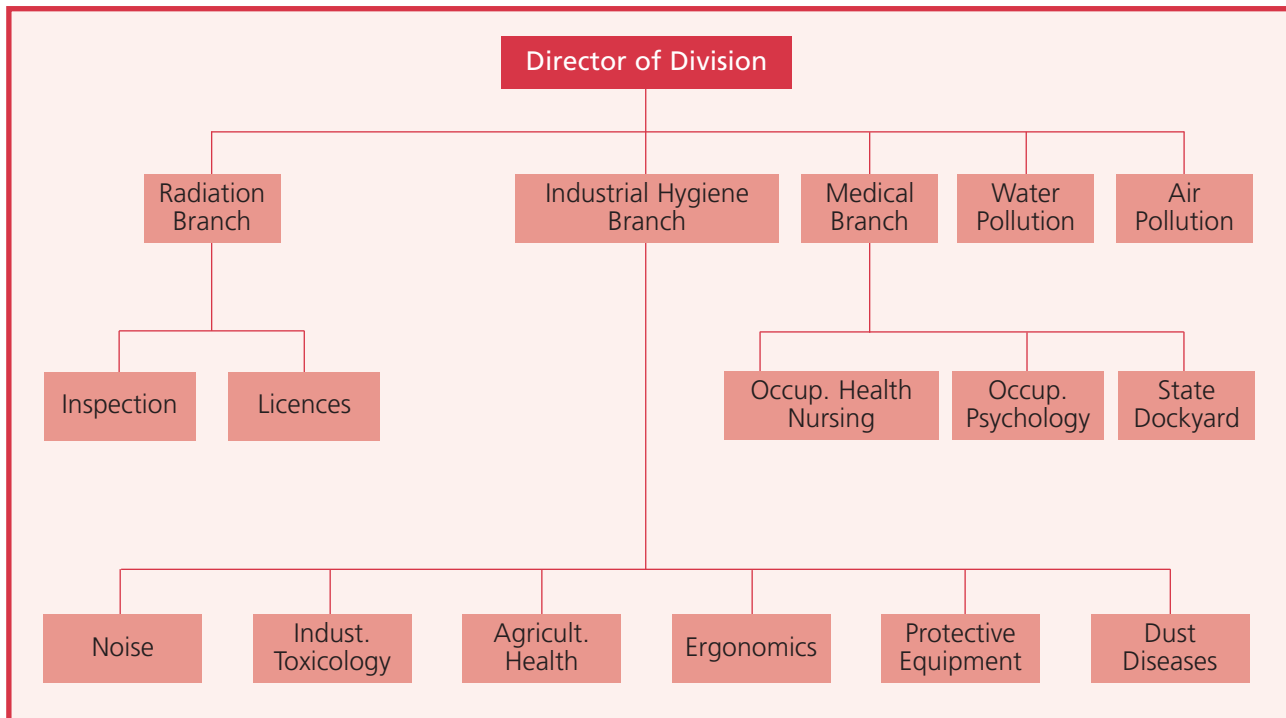 Director of Division
Radiation
Branch
Industrial Hygiene
Branch
Medical
Branch
Water
Pollution
Air
Pollution
Inspection
Licences
Occup. Health
Nursing
Occup.
Psychology
State
Dockyard
Noise
Indust.
Toxicology
Agricult.
Health
Ergonomics
Protective
Equipment
Dust
Diseases